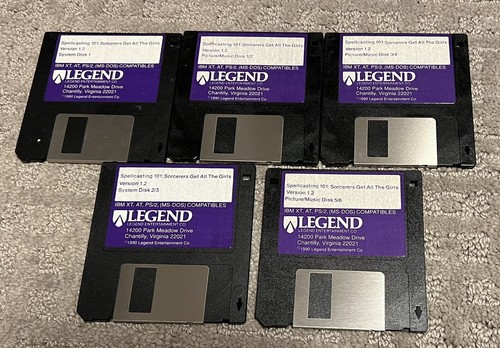 Spellcasting 101: Sorcerers Get All The Girls
Version 1.2
System Disk 1
IBM XT, AT, PS/2, (MS-DOS) COMPATIBLES
LEGEND
LEGEND ENTERTAINMENT CO.
14200 Park Meadow Drive
Chantilly, Virginia 22021
©1990 Legend Entertainment Co.
Spellcasting 101: Sorcerers Get All The Girls
Version 1.2
Picture/Music Disk 1/2
IBM XT, AT, PS/2, (MS-DOS) COMPATIBLES
LEGEND
LEGEND ENTERTAINMENT CO.
14200 Park Meadow Drive
Chantilly, Virginia 22021
©1990 Legend Entertainment Co.
Spellcasting 101: Sorcerers Get All The Girls
Version 1.2
Picture/Music Disk 3/4
IBM XT, AT, PS/2, (MS-DOS) COMPATIBLES
LEGEND
LEGEND ENTERTAINMENT CO.
14200 Park Meadow Drive
Chantilly, Virginia 22021
©1990 Legend Entertainment Co.
Spellcasting 101: Sorcerers Get All The Girls
Version 1.2
System Disk 2/3
IBM XT, AT, PS/2, (MS-DOS) COMPATIBLES
LEGEND
LEGEND ENTERTAINMENT CO.
14200 Park Meadow Drive
Chantilly, Virginia 22021
©1990 Legend Entertainment Co.
Spellcasting 101: Sorcerers Get All The Girls
Version 1.2
Picture/Music Disk 5/6
IBM XT, AT, PS/2, (MS-DOS) COMPATIBLES
LEGEND
LEGEND ENTERTAINMENT CO.
14200 Park Meadow Drive
Chantilly, Virginia 22021
©1990 Legend Entertainment Co.